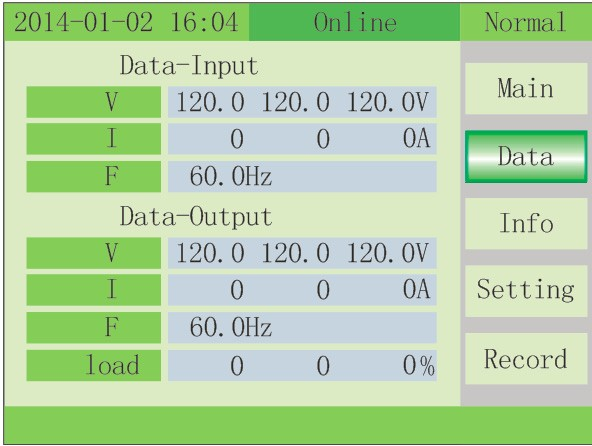 2014-01-02 16:04 Online Normal
Data-Input
V 120.0 120.0 120.0V
I 0 0 0A
F 60.0Hz
Data-Output
V 120.0 120.0 120.0V
I 0 0 0A
F 60.0Hz
load 0 0 0%
Main
Data
Info
Setting
Record